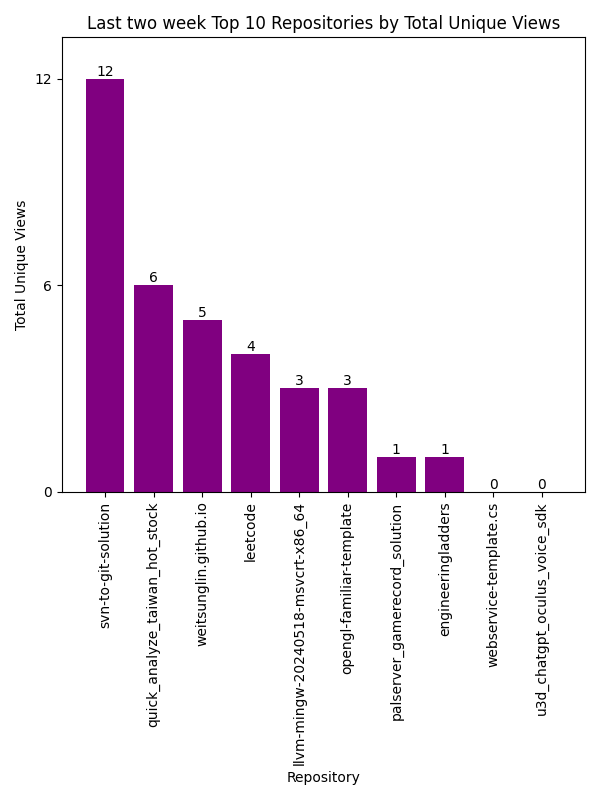 Last two week Top 10 Repositories by Total Unique Views
Total Unique Views
12
6
0
12
6
5
4
3
3
1
1
0
0
svn-to-git-solution
quick_analyze_taiwan_hot_stock
weitsunglin.github.io
leetcode
llvm-mingw-20240518-msvcrt-x86_64
opengl-familiar-template
palserver_gamerecord_solution
engineeringladders
webservice-template.cs
u3d_chatgpt_oculus_voice_sdk
Repository